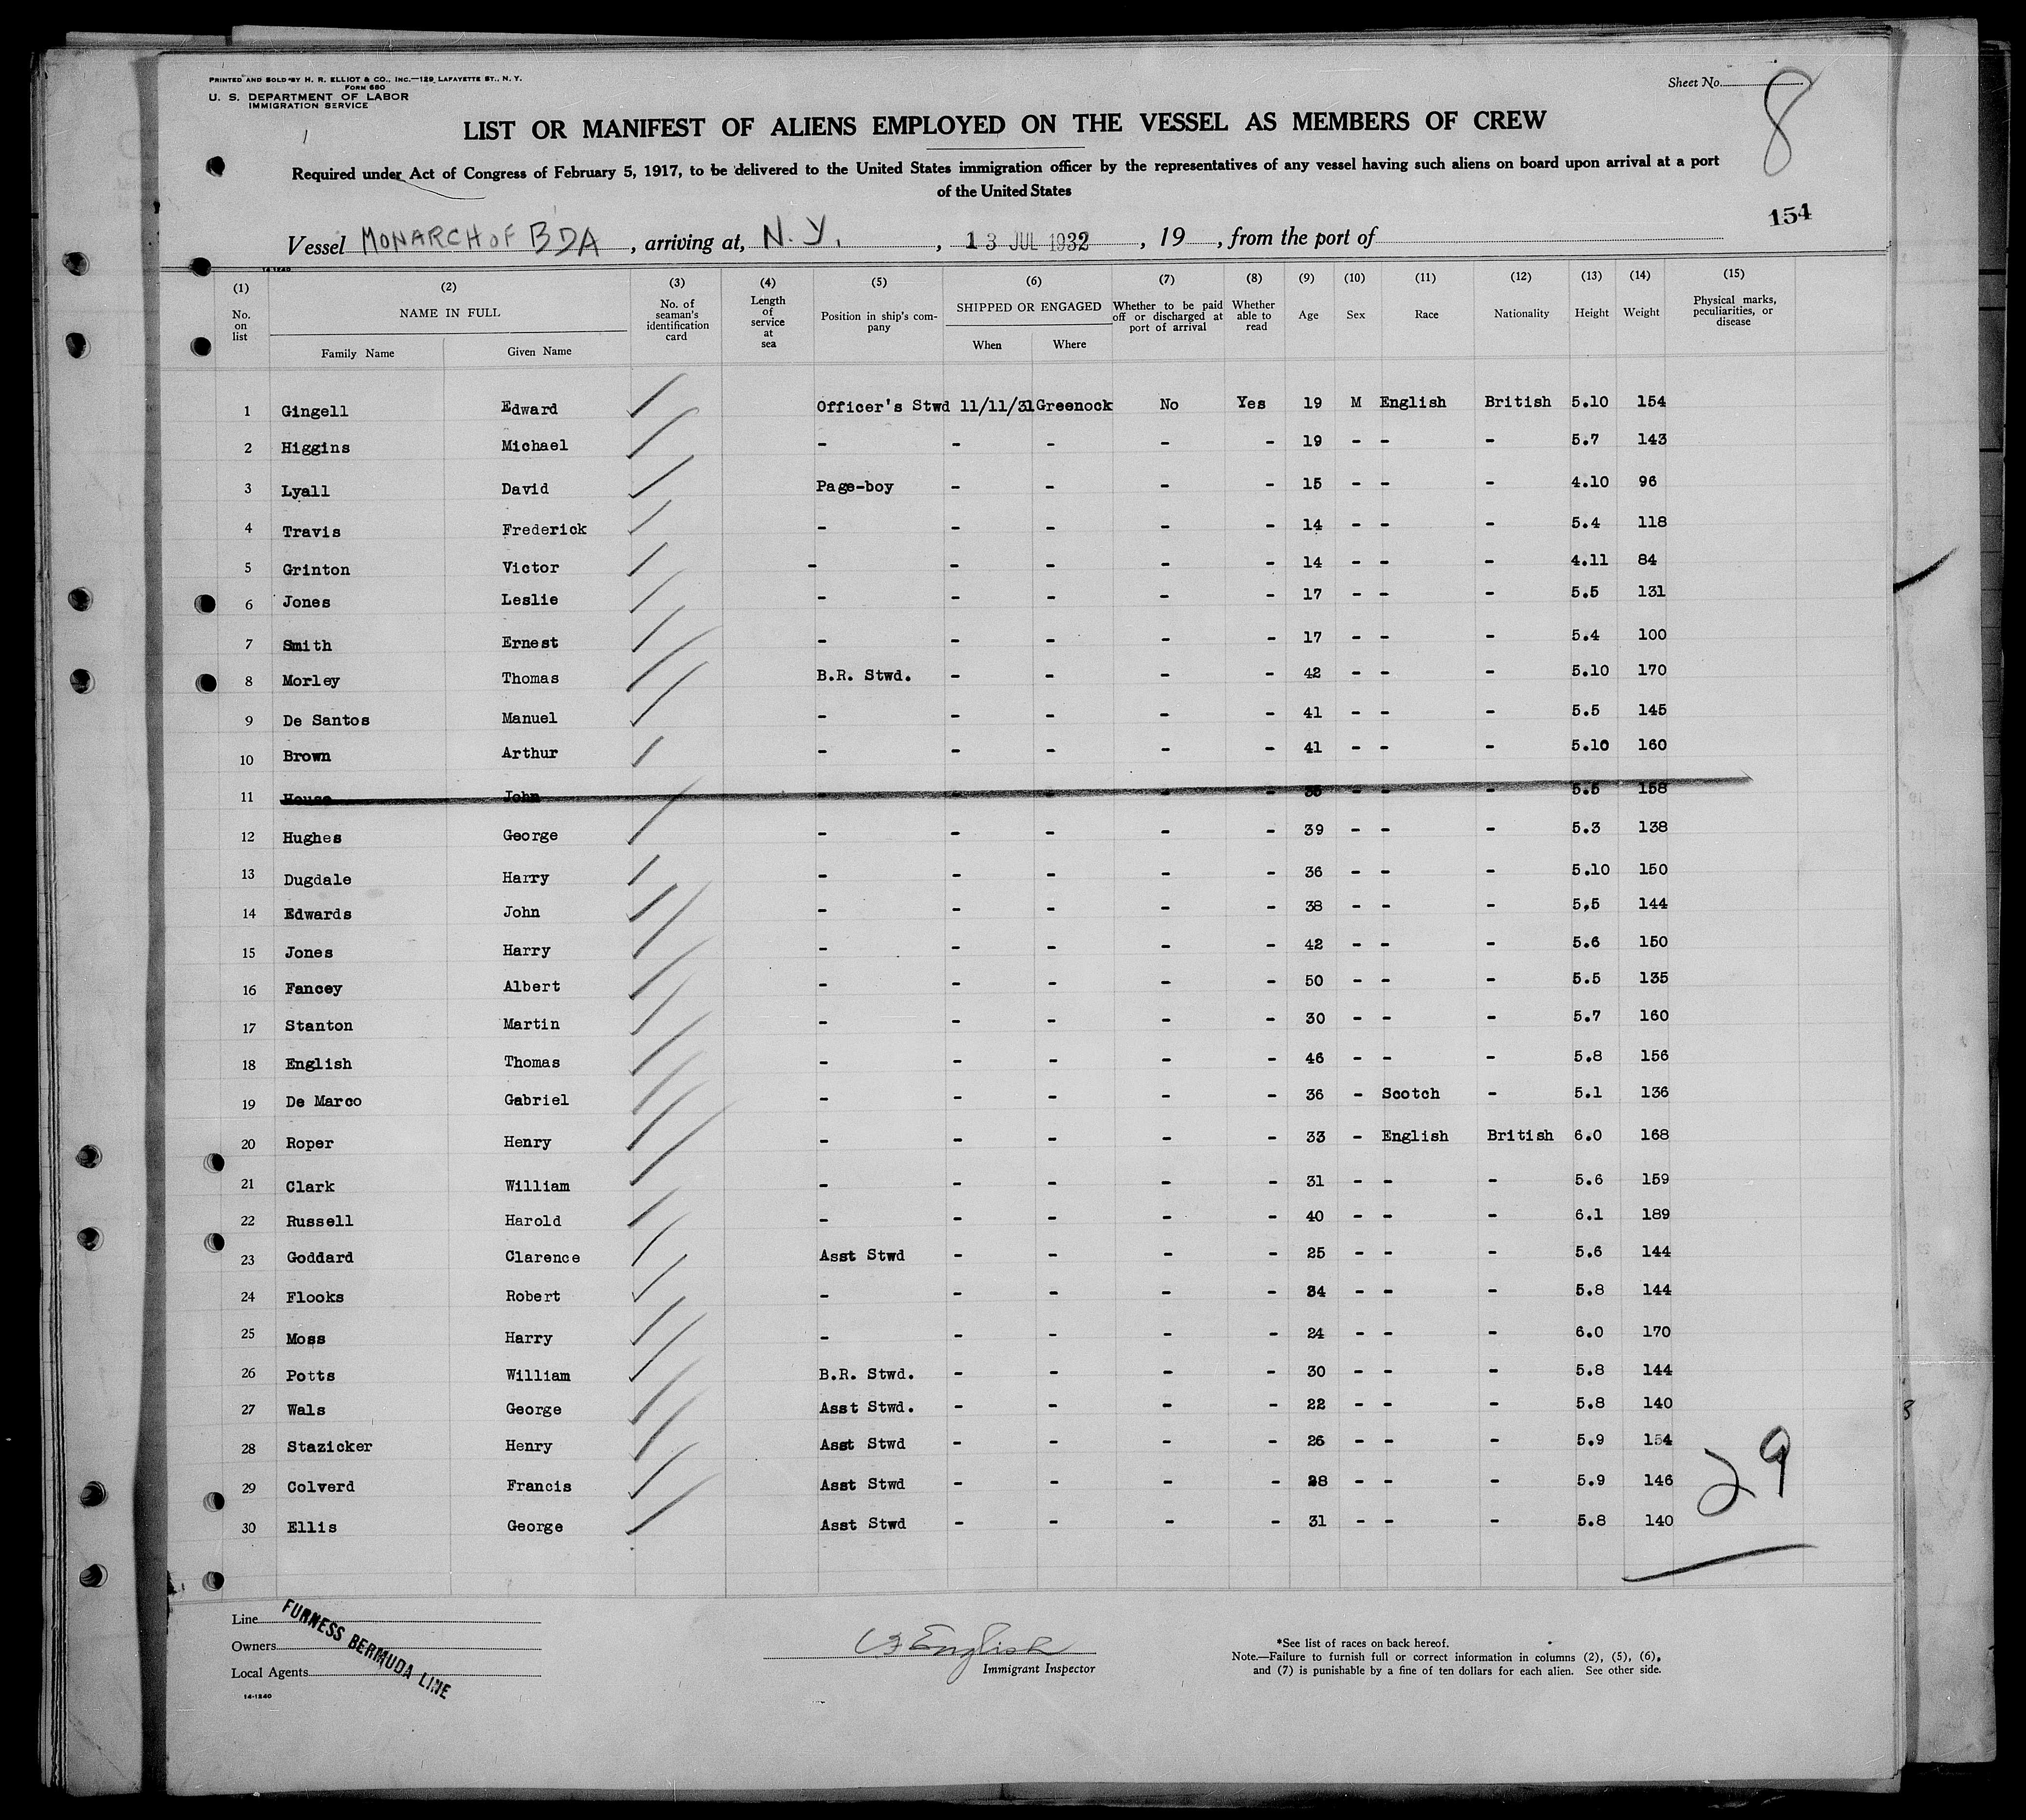 PRINTED AND SOLD BY H. R. ELLIOT & CO., INC.—129 LAFAYETTE ST., N. Y.
FORM 680
U. S. DEPARTMENT OF LABOR
IMMIGRATION SERVICE
Sheet No. 8
LIST OR MANIFEST OF ALIENS EMPLOYED ON THE VESSEL AS MEMBERS OF CREW
Required under Act of Congress of February 5, 1917, to be delivered to the United States immigration officer by the representatives of any vessel having such aliens on board upon arrival at a port
of the United States
154
Vessel MONARCH OF BDA, arriving at, N. Y., 13 JUL 1932, 19, from the port of
14-1240
(1) (2) (3) (4) (5) (6) (7) (8) (9) (10) (11) (12) (13) (14) (15)
No. on list NAME IN FULL Family Name Given Name No. of seaman's identification card Length of service at sea Position in ship's company SHIPPED OR ENGAGED When Where Whether to be paid off or discharged at port of arrival Whether able to read Age Sex Race Nationality Height Weight Physical marks, peculiarities, or disease
1 Gingell Edward Officer's Stwd 11/11/31 Greenock No Yes 19 M English British 5.10 154
2 Higgins Michael - - - - - 19 - - - 5.7 143
3 Lyall David Page-boy - - - - 15 - - - 4.10 96
4 Travis Frederick - - - - - 14 - - - 5.4 118
5 Grinton Victor - - - - - 14 - - - 4.11 84
6 Jones Leslie - - - - - 17 - - - 5.5 131
7 Smith Ernest - - - - - 17 - - - 5.4 100
8 Morley Thomas B.R. Stwd. - - - - 42 - - - 5.10 170
9 De Santos Manuel - - - - - 41 - - - 5.5 145
10 Brown Arthur - - - - - 41 - - - 5.10 160
11 House John - - - - - - - - 5.5 158
12 Hughes George - - - - - 39 - - - 5.3 138
13 Dugdale Harry - - - - - 36 - - - 5.10 150
14 Edwards John - - - - - 38 - - - 5,5 144
15 Jones Harry - - - - - 42 - - - 5.6 150
16 Fancey Albert - - - - - 50 - - - 5.5 135
17 Stanton Martin - - - - - 30 - - - 5.7 160
18 English Thomas - - - - - 46 - - - 5.8 156
19 De Marco Gabriel - - - - - 36 - Scotch - 5.1 136
20 Roper Henry - - - - - 33 - English British 6.0 168
21 Clark William - - - - - 31 - - - 5.6 159
22 Russell Harold - - - - - 40 - - - 6.1 189
23 Goddard Clarence Asst Stwd - - - - 25 - - - 5.6 144
24 Flooks Robert - - - - - 24 - - - 5.8 144
25 Moss Harry - - - - - 24 - - - 6.0 170
26 Potts William B.R. Stwd. - - - - 30 - - - 5.8 144
27 Wals George Asst Stwd. - - - - 22 - - - 5.8 140
28 Stazicker Henry Asst Stwd - - - - 26 - - - 5.9 154
29 Colverd Francis Asst Stwd - - - - 28 - - - 5.9 146
30 Ellis George Asst Stwd - - - - 31 - - - 5.8 140
29
Line
Owners
Local Agents
FURNESS BERMUDA LINE
14-1240
English
Immigrant Inspector
*See list of races on back hereof.
Note.—Failure to furnish full or correct information in columns (2), (5), (6),
and (7) is punishable by a fine of ten dollars for each alien. See other side.